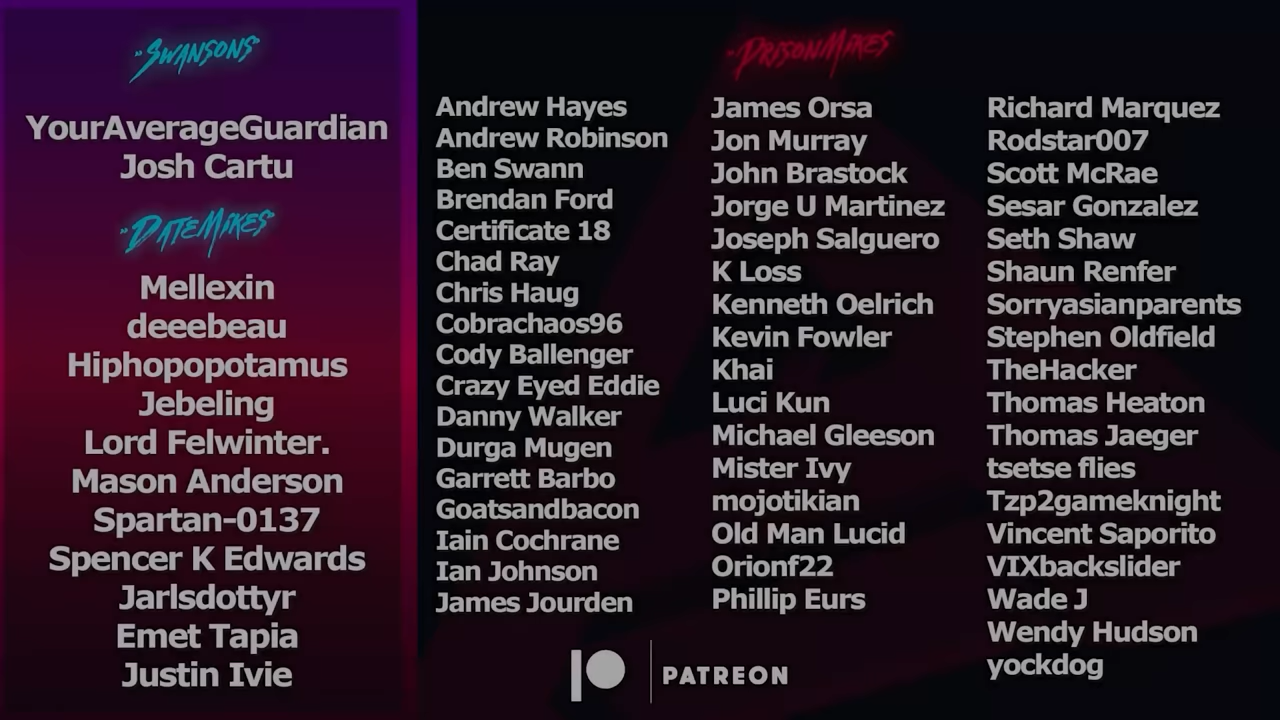 "Swansons"
YourAverageGuardian
Josh Cartu
"DateMikes"
Mellexin
deeebeau
Hiphopopotamus
Jebeling
Lord Felwinter.
Mason Anderson
Spartan-0137
Spencer K Edwards
Jarlsdottyr
Emet Tapia
Justin Ivie
"PrisonMikes"
Andrew Hayes
Andrew Robinson
Ben Swann
Brendan Ford
Certificate 18
Chad Ray
Chris Haug
Cobrachaos96
Cody Ballenger
Crazy Eyed Eddie
Danny Walker
Durga Mugen
Garrett Barbo
Goatsandbacon
Iain Cochrane
Ian Johnson
James Jourden
James Orsa
Jon Murray
John Brastock
Jorge U Martinez
Joseph Salguero
K Loss
Kenneth Oelrich
Kevin Fowler
Khai
Luci Kun
Michael Gleeson
Mister Ivy
mojotikian
Old Man Lucid
Orionf22
Phillip Eurs
Richard Marquez
Rodstar007
Scott McRae
Sesar Gonzalez
Seth Shaw
Shaun Renfer
Sorryasianparents
Stephen Oldfield
TheHacker
Thomas Heaton
Thomas Jaeger
tsetse flies
Tzp2gameknight
Vincent Saporito
VIXbackslider
Wade J
Wendy Hudson
yockdog
PATREON